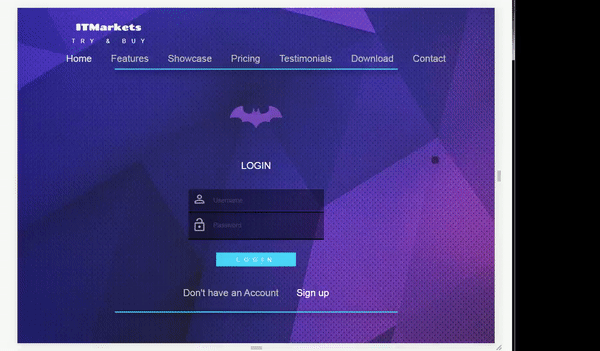 ITMarkets
TRY & BUY
Home Features Showcase Pricing Testimonials Download Contact
LOGIN
Username
Password
LOGIN
Don't have an Account Sign up